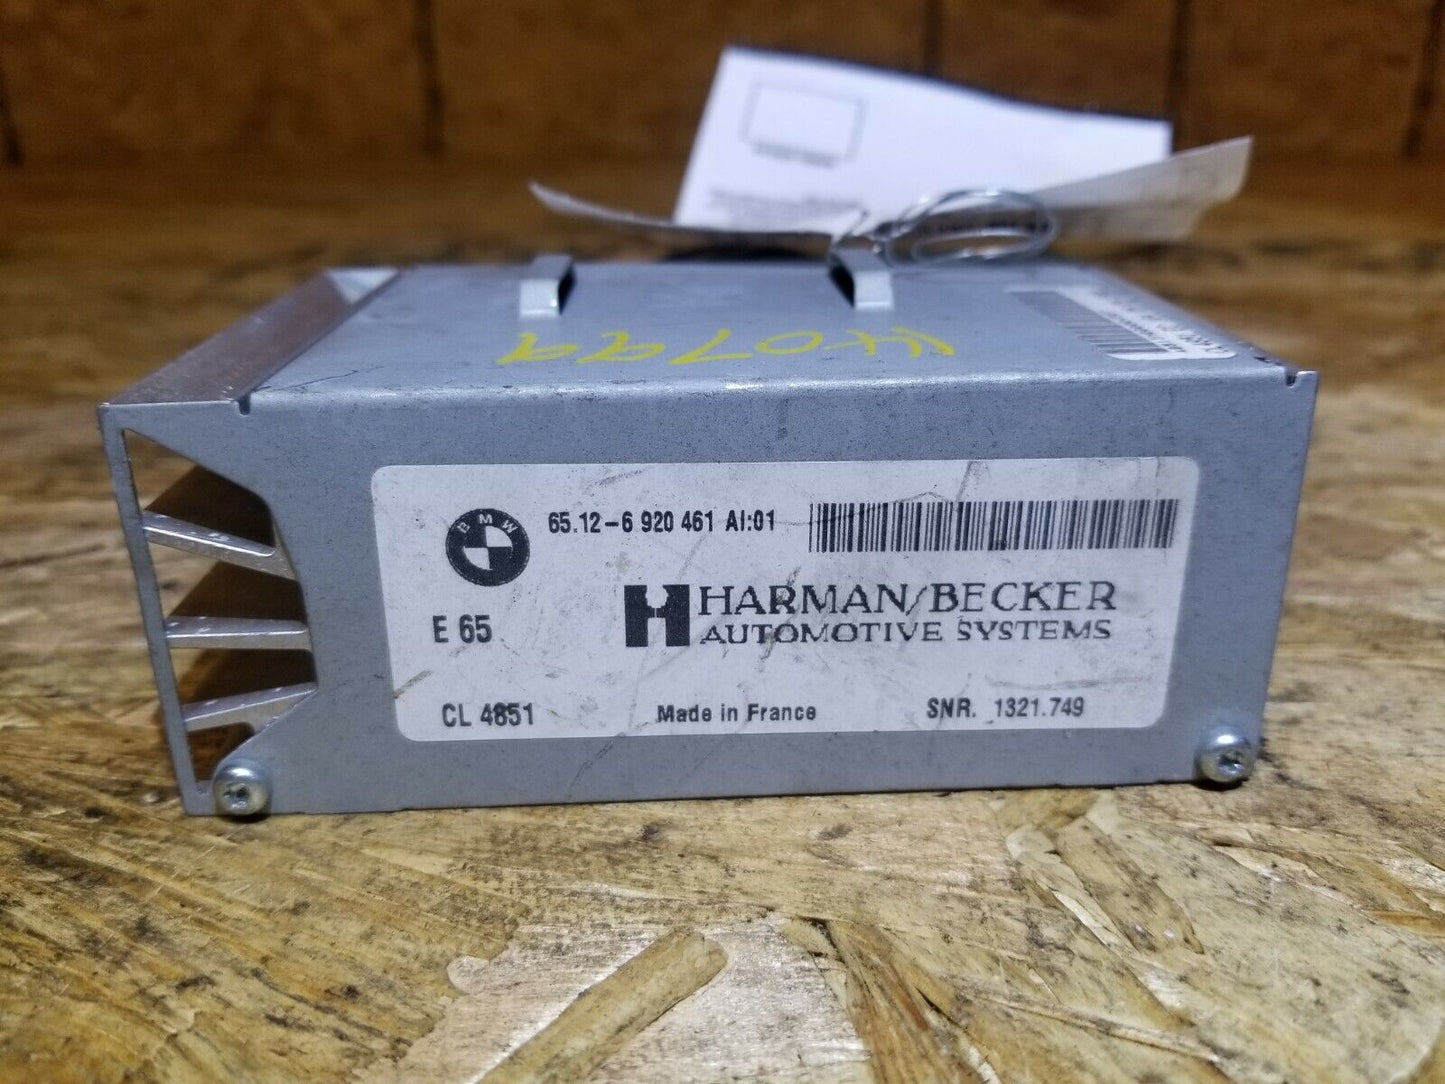 440799
BMW
65.12-6 920 461 AI:01
HARMAN/BECKER
AUTOMOTIVE SYSTEMS
E 65
CL 4851
Made in France
SNR. 1321.749